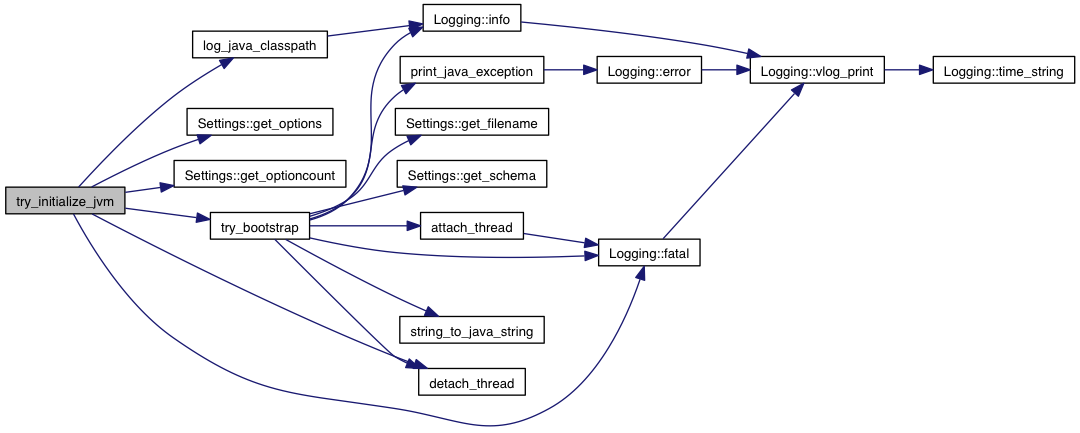 Logging::info
log_java_classpath
print_java_exception
Logging::error
Logging::vlog_print
Logging::time_string
Settings::get_options
Settings::get_filename
Settings::get_optioncount
Settings::get_schema
try_initialize_jvm
try_bootstrap
attach_thread
Logging::fatal
string_to_java_string
detach_thread